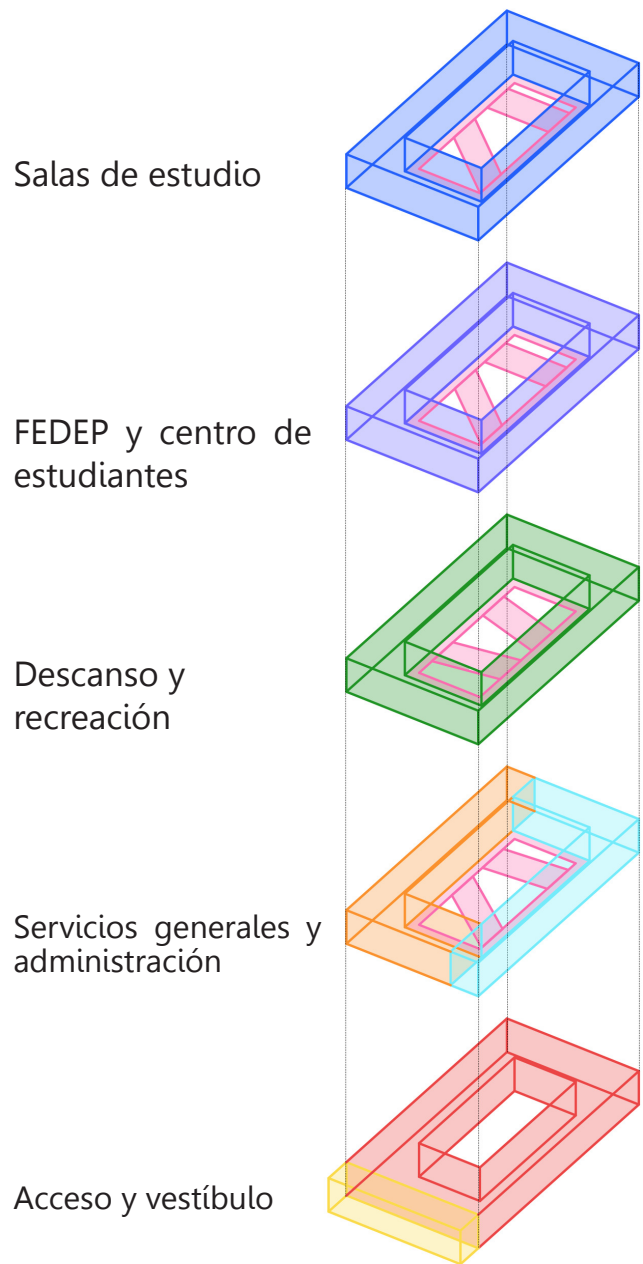 Salas de estudio
FEDEP y centro de
estudiantes
Descanso y
recreación
Servicios generales y
administración
Acceso y vestíbulo